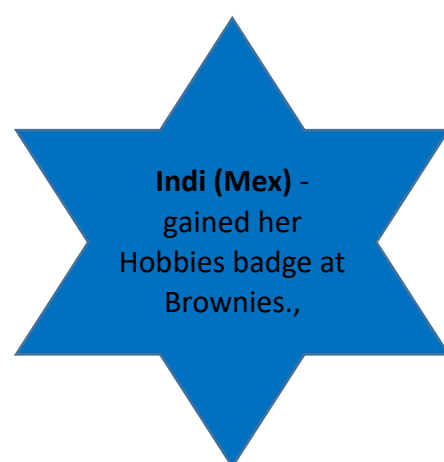 Indi (Mex) -
gained her
Hobbies badge at
Brownies.,